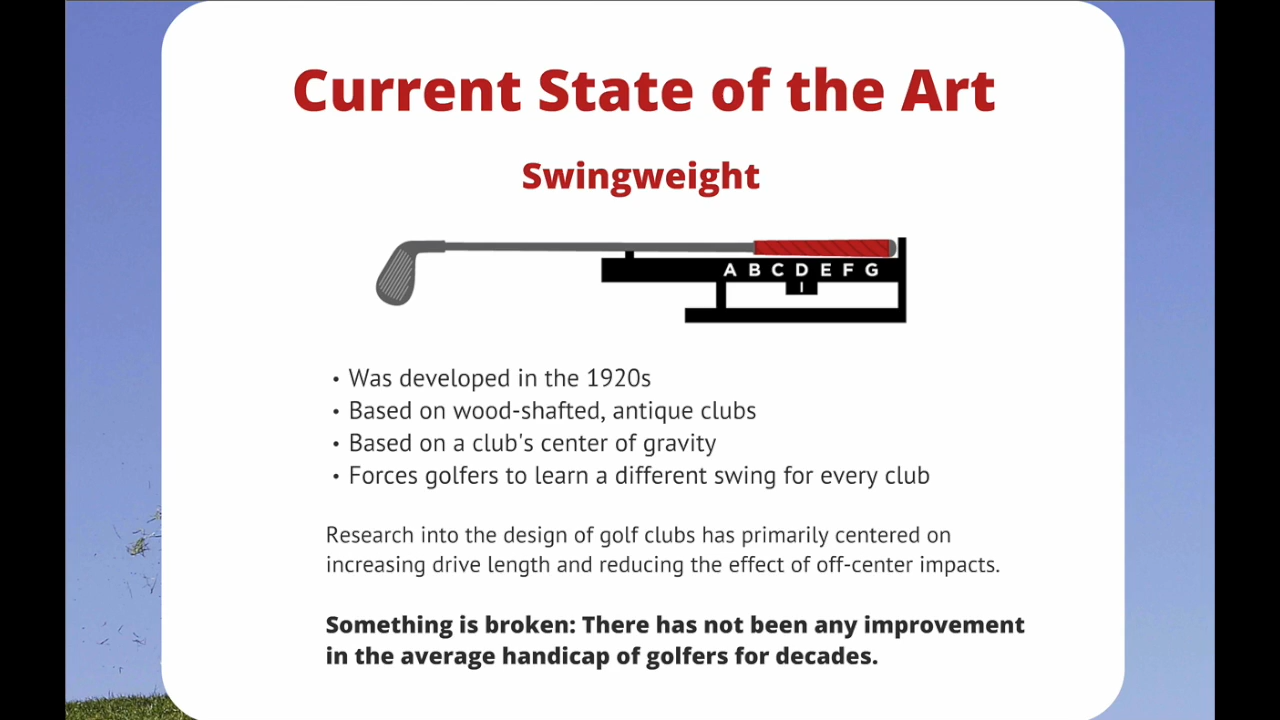 Current State of the Art
Swingweight
A B C D E F G
I
• Was developed in the 1920s
• Based on wood-shafted, antique clubs
• Based on a club's center of gravity
• Forces golfers to learn a different swing for every club
Research into the design of golf clubs has primarily centered on
increasing drive length and reducing the effect of off-center impacts.
Something is broken: There has not been any improvement
in the average handicap of golfers for decades.